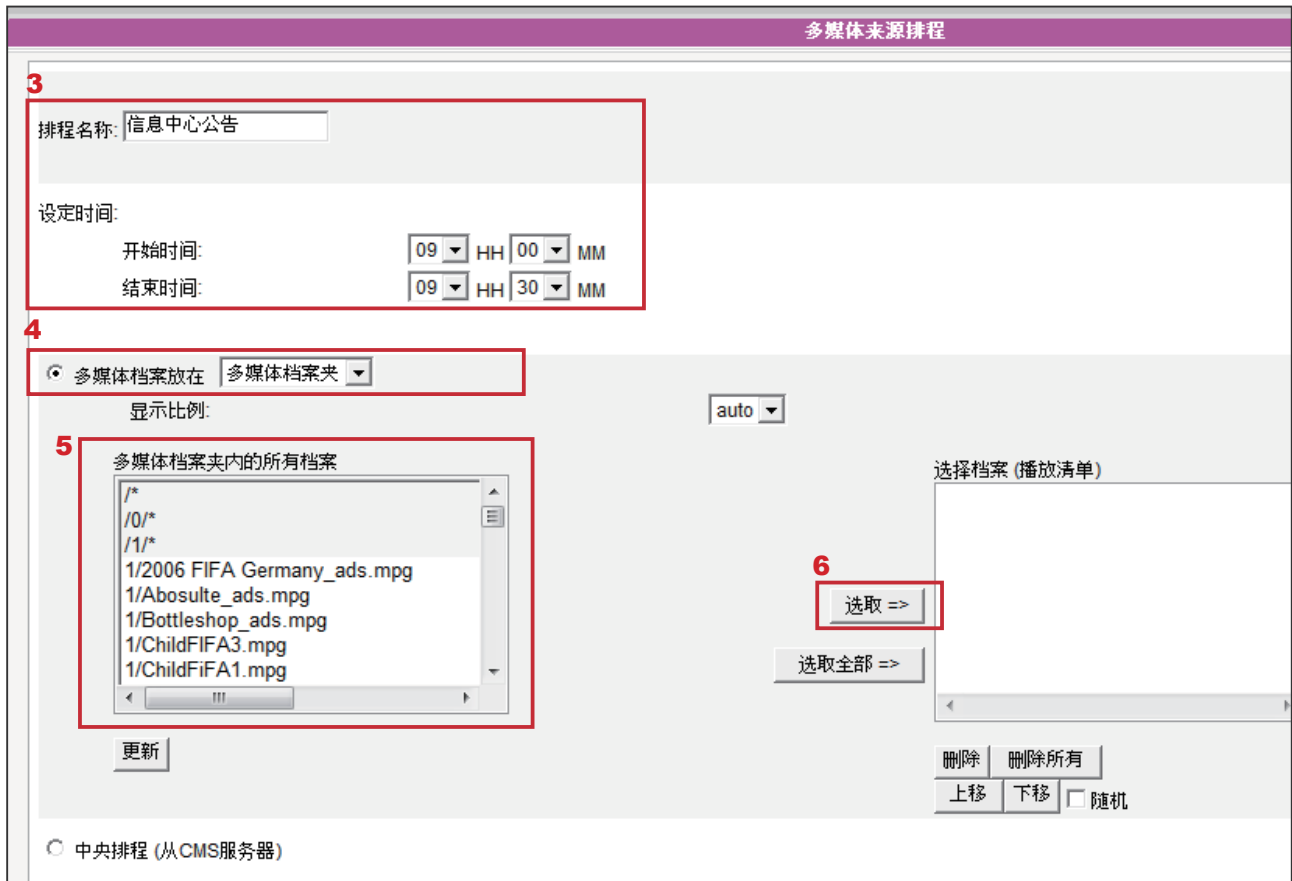 多媒体来源排程
3
排程名称: 信息中心公告
设定时间:
开始时间: 09 HH 00 MM
结束时间: 09 HH 30 MM
4
多媒体档案放在 多媒体档案夹
显示比例: auto
5
多媒体档案夹内的所有档案
/*
/0/*
/1/*
1/2006 FIFA Germany_ads.mpg
1/Abosulte_ads.mpg
1/Bottleshop_ads.mpg
1/ChildFIFA3.mpg
1/ChildFiFA1.mpg
更新
6
选取 =>
选取全部 =>
选择档案 (播放清单)
删除 删除所有
上移 下移 随机
中央排程 (从CMS服务器)